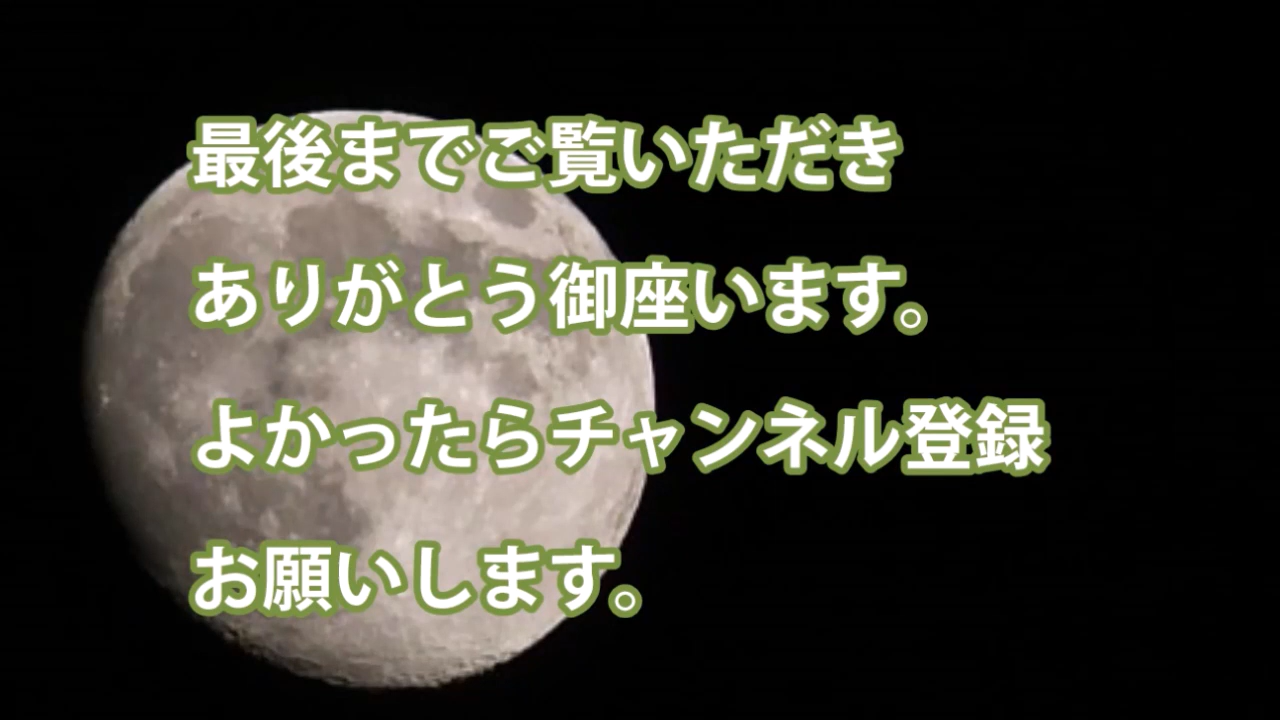 最後までご覧いただき
ありがとう御座います。
よかったらチャンネル登録
お願いします。